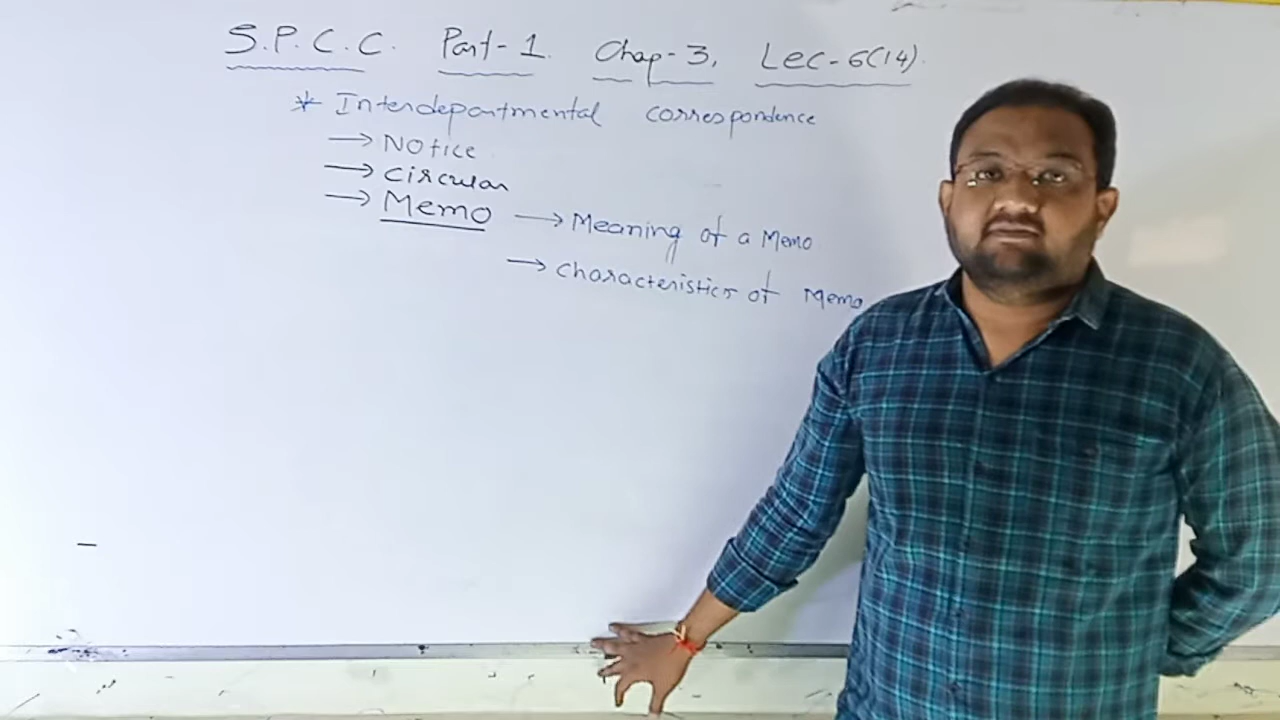 S.P.C.C. Part-1. Chap-3, Lec-6(14).
* Interdepartmental correspondence
→ Notice
→ circular
→ Memo → Meaning of a Memo
→ characteristics of Memo